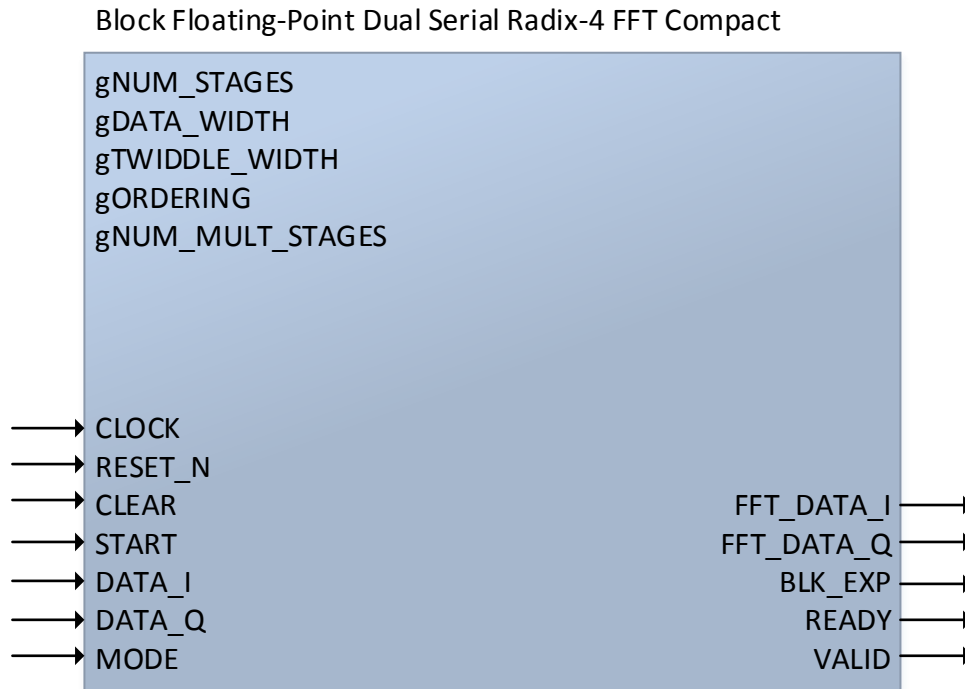 Block Floating-Point Dual Serial Radix-4 FFT Compact
gNUM_STAGES
gDATA_WIDTH
gTWIDDLE_WIDTH
gORDERING
gNUM_MULT_STAGES
CLOCK
RESET_N
CLEAR
START
DATA_I
DATA_Q
MODE
FFT_DATA_I
FFT_DATA_Q
BLK_EXP
READY
VALID